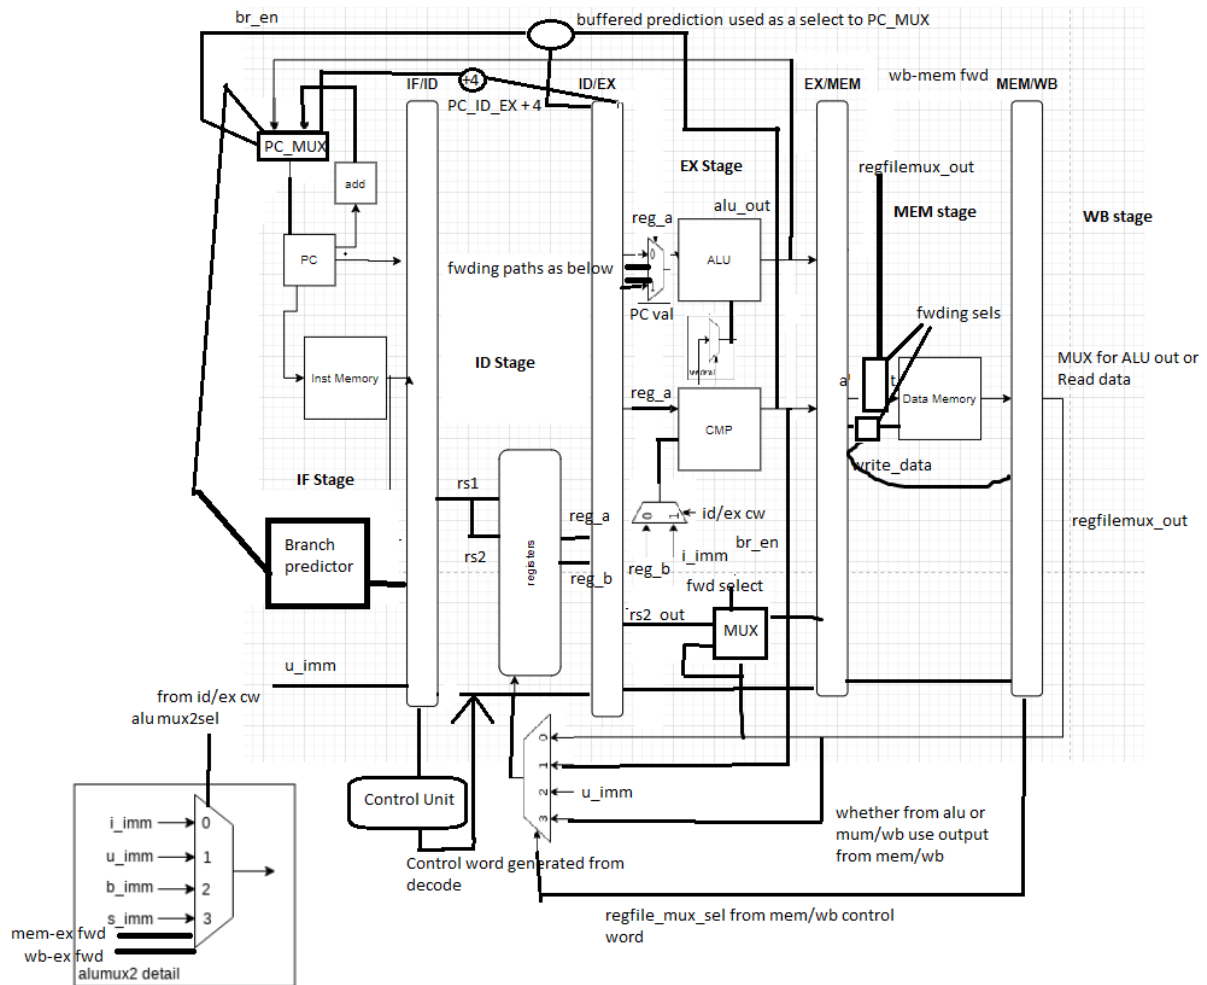 br_en
buffered prediction used as a select to PC_MUX
IF/ID
ID/EX
EX/MEM
wb-mem fwd
MEM/WB
+4
PC_ID_EX + 4
PC_MUX
add
EX Stage
regfilemux_out
reg_a
alu_out
MEM stage
WB stage
PC
0
ALU
fwding paths as below
1
PC val
fwding sels
ID Stage
MUX for ALU out or
Read data
Inst Memory
reg_a
Data Memory
CMP
write_data
IF Stage
rs1
reg_a
0
1
id/ex cw
regfilemux_out
Branch
predictor
rs2
registers
br_en
i_imm
reg_b
reg_b
fwd select
rs2_out
MUX
u_imm
from id/ex cw
alu mux2sel
0
1
Control Unit
2
u_imm
3
whether from alu or
mum/wb use output
from mem/wb
i_imm
0
u_imm
1
b_imm
2
s_imm
3
mem-ex fwd
wb-ex fwd
alumux2 detail
Control word generated from
decode
regfile_mux_sel from mem/wb control
word